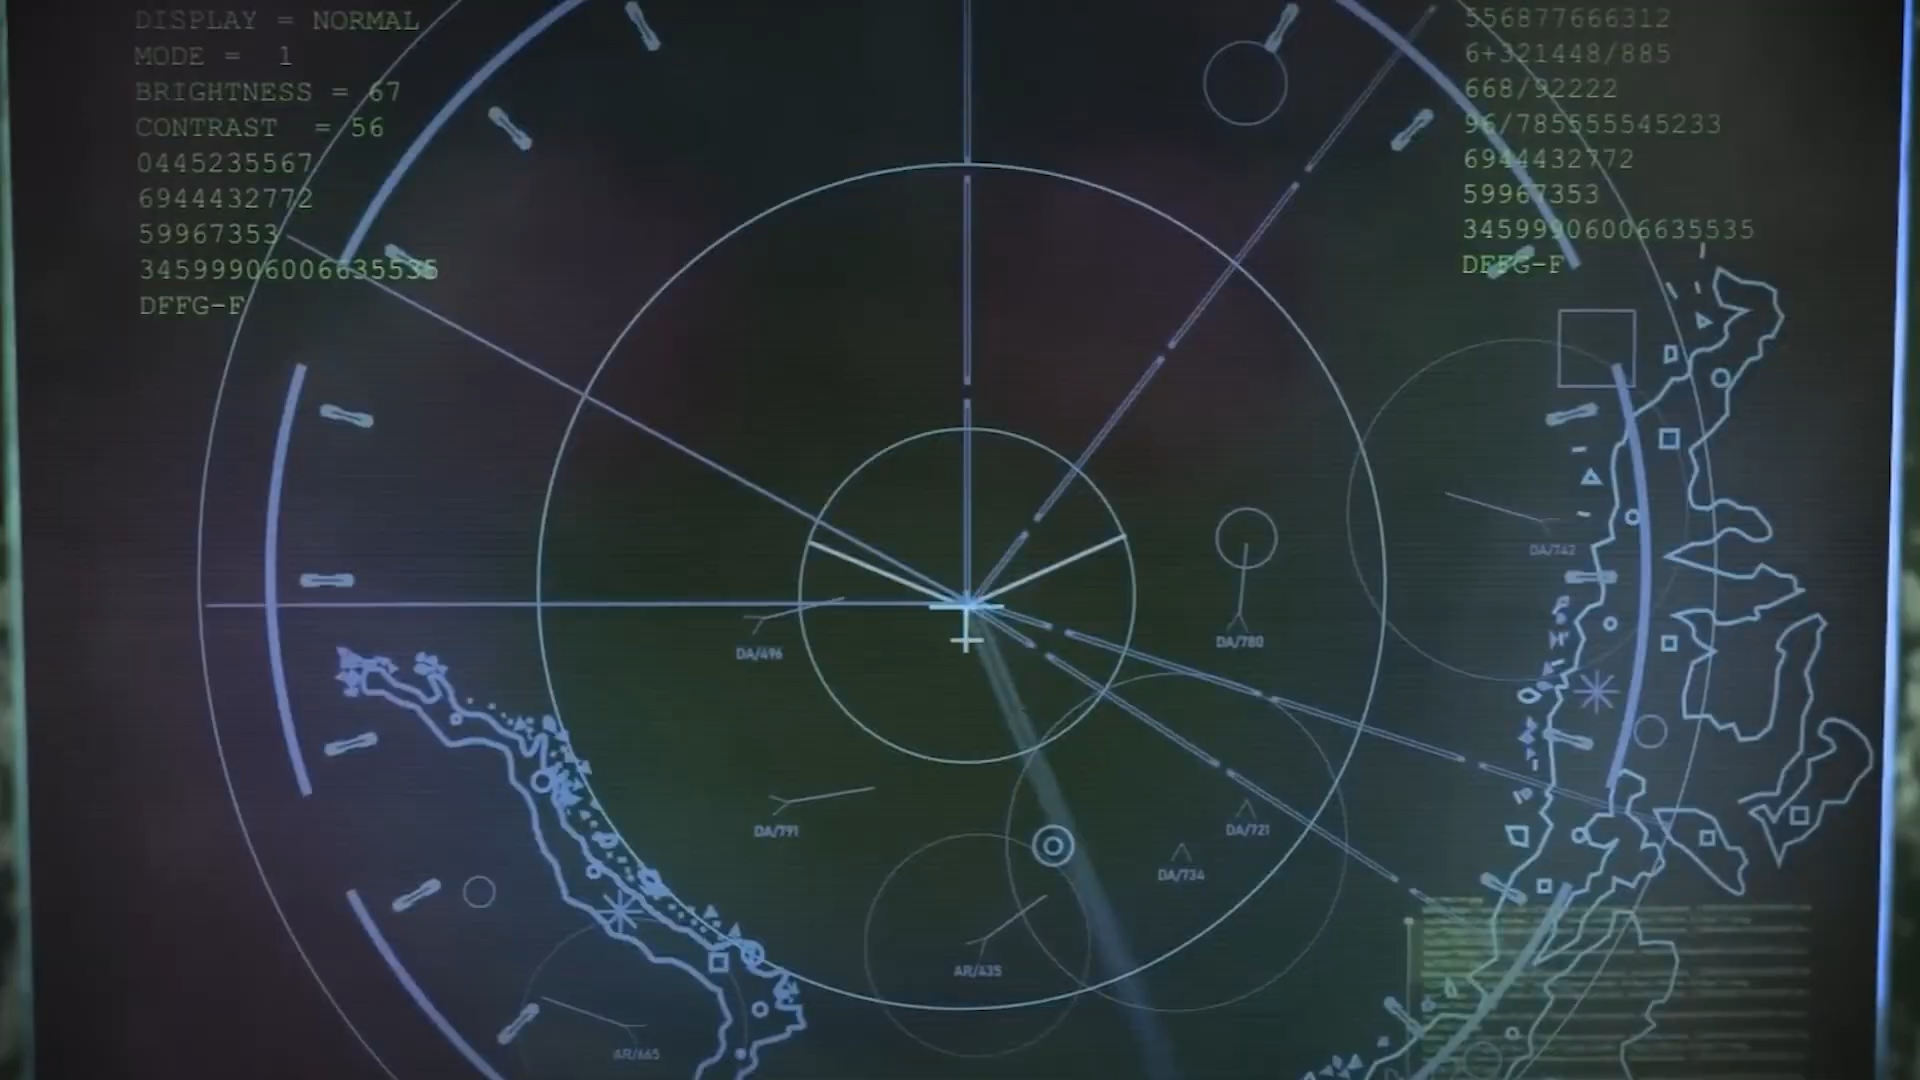 DISPLAY = NORMAL
MODE = 1
BRIGHTNESS = 67
CONTRAST = 56
0445235567
6944432772
59967353
34599906006635535
DFFG-F
556877666312
6+321448/885
668/92222
96/785555545233
6944432772
59967353
34599906006635535
DFFG-F
DA/742
DA/780
DA/496
DA/791
DA/721
DA/734
AR/435
AR/665